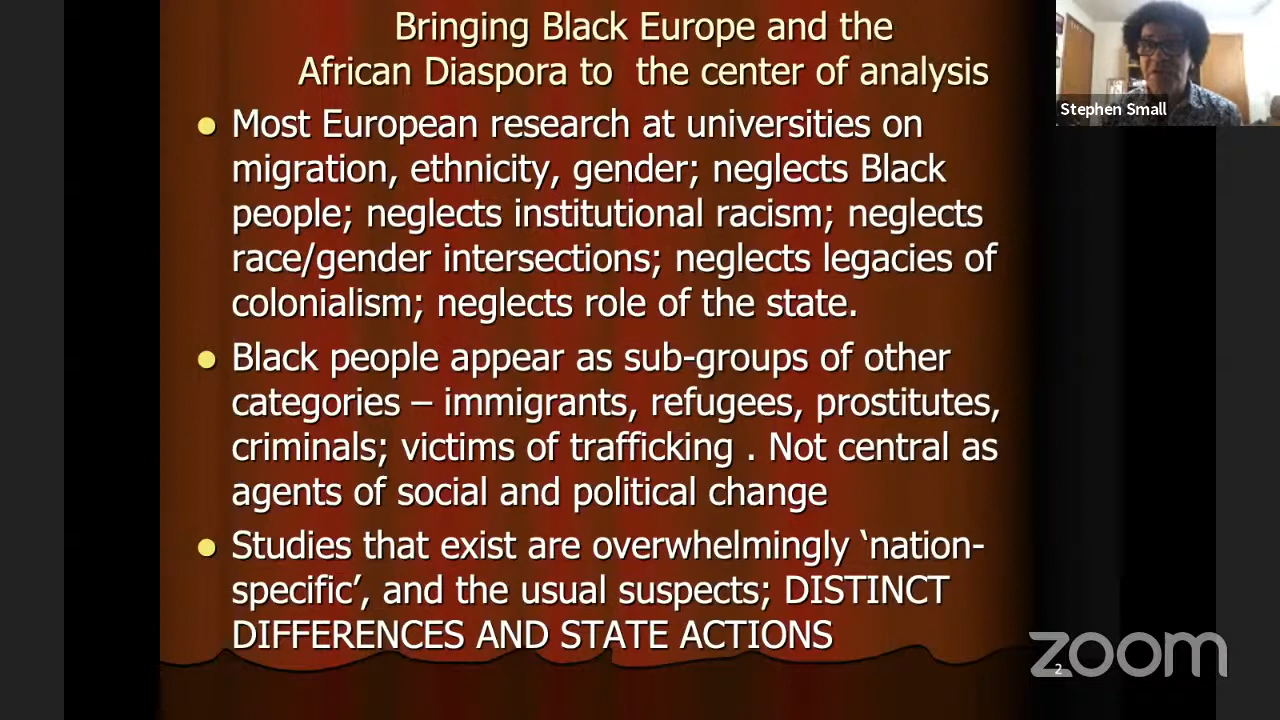 Bringing Black Europe and the
African Diaspora to the center of analysis
Most European research at universities on
migration, ethnicity, gender; neglects Black
people; neglects institutional racism; neglects
race/gender intersections; neglects legacies of
colonialism; neglects role of the state.
Black people appear as sub-groups of other
categories – immigrants, refugees, prostitutes,
criminals; victims of trafficking . Not central as
agents of social and political change
Studies that exist are overwhelmingly ‘nation-
specific’, and the usual suspects; DISTINCT
DIFFERENCES AND STATE ACTIONS
Stephen Small
zoom
2